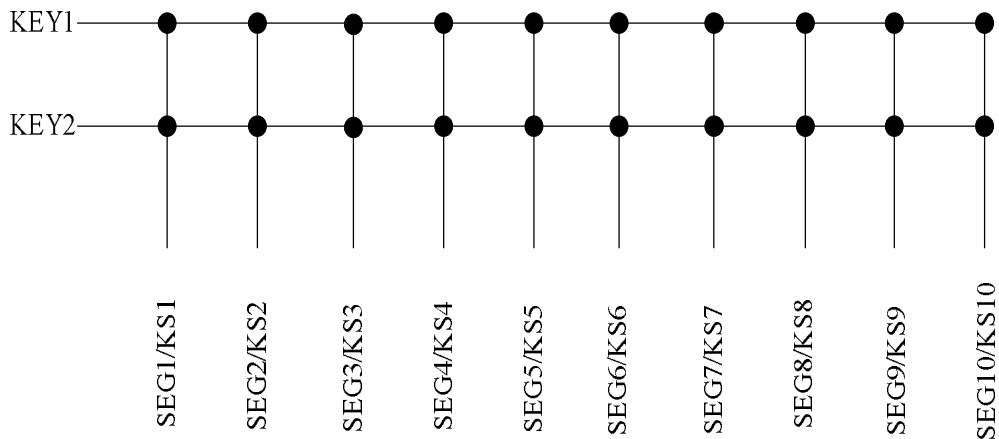 KEY1
KEY2
SEG1/KS1
SEG2/KS2
SEG3/KS3
SEG4/KS4
SEG5/KS5
SEG6/KS6
SEG7/KS7
SEG8/KS8
SEG9/KS9
SEG10/KS10